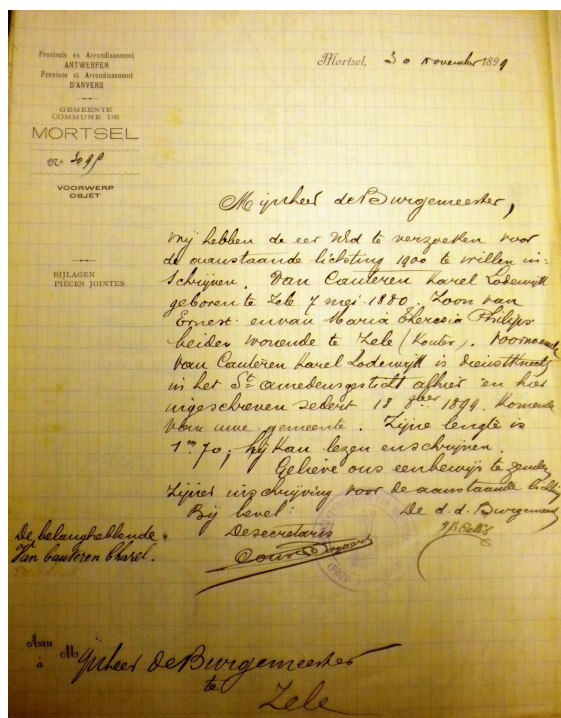 Provincie en Arrondissement
ANTWERPEN
Province et Arrondissement
D'ANVERS
GEMEENTE
COMMUNE DE
MORTSEL
No
VOORWERP
OBJET
BIJLAGEN
PIÈCES JOINTES
Mortsel, 30 November 1899
Mijnheer de Burgemeester,
Wij hebben de eer UEd te verzoeken voor
de aanstaande lichting 1900 te willen in-
schrijven. Van Cauteren Karel Lodewijk
geboren te Zele 7 mei 1880. Zoon van
Ernest en van Maria Theresia Philips
beiden wonende te Zele (Kouter). Voornoemde
Van Cauteren Karel Lodewijk is dienstknecht
in het St amedeusgesticht alhier en hier
ingeschreven sedert 18 1899. Komende
van uwe gemeente. Zijne lengte is
1m 70; hij kan lezen en schrijven.
Gelieve ons een bewijs te zenden
zijner inschrijving voor de aanstaande lichting
Bij bevel: De d.d. Burgemeester
De belanghebbende De secretaris
Van Cauteren Charel.
Aan
à Mijnheer de Burgemeester
te
Zele